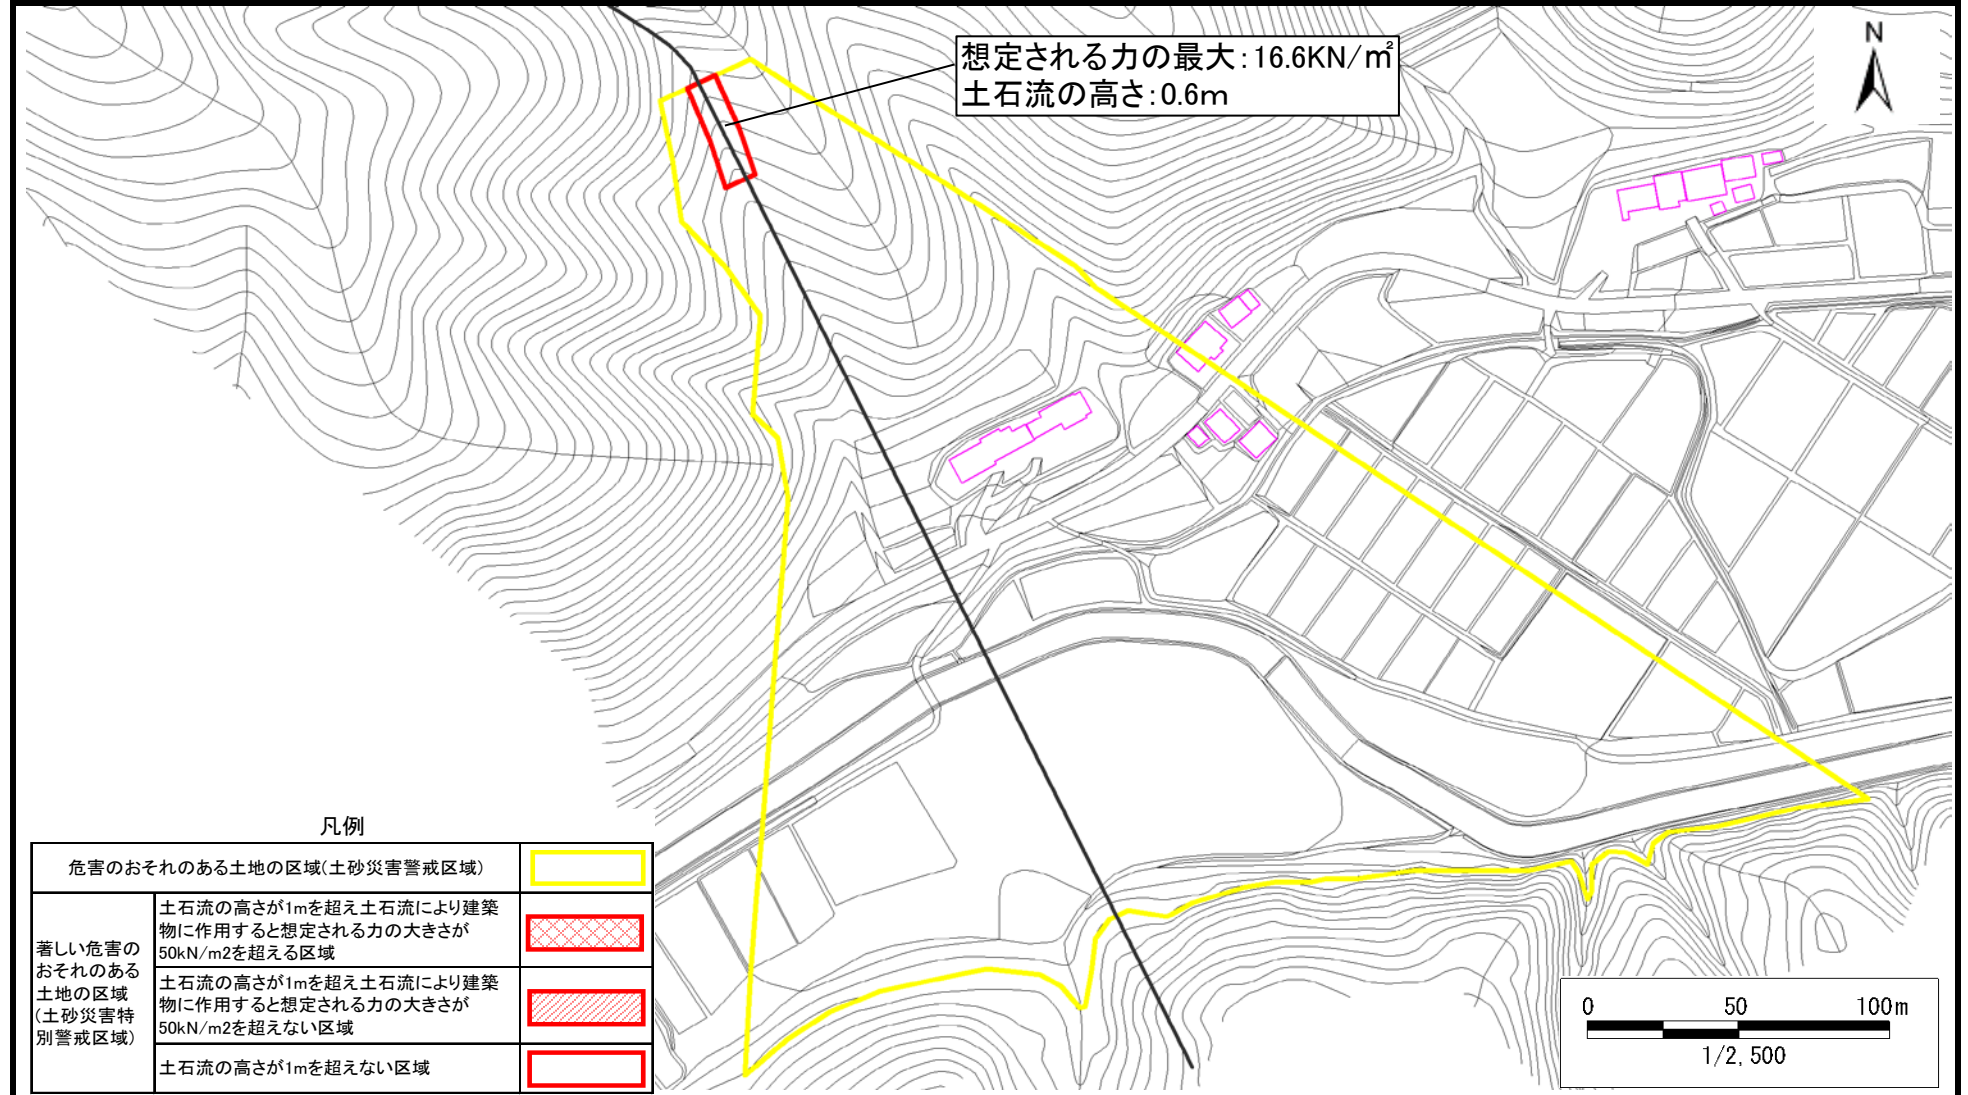 想定される力の最大：16.6KN/㎡
土石流の高さ：0.6m
N
凡例
危害のおそれのある土地の区域（土砂災害警戒区域）
著しい危害の
おそれのある
土地の区域
（土砂災害特
別警戒区域）
土石流の高さが1mを超え土石流により建築
物に作用すると想定される力の大きさが
50kN/m2を超える区域
土石流の高さが1mを超え土石流により建築
物に作用すると想定される力の大きさが
50kN/m2を超えない区域
土石流の高さが1mを超えない区域
0 50 100m
1/2,500